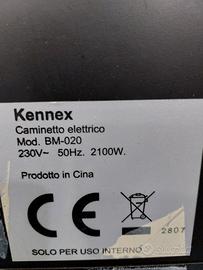 Kennex
Caminetto elettrico
Mod. BM-020
230V~ 50Hz. 2100W.
Prodotto in Cina
CE
2807
SOLO PER USO INTERNO